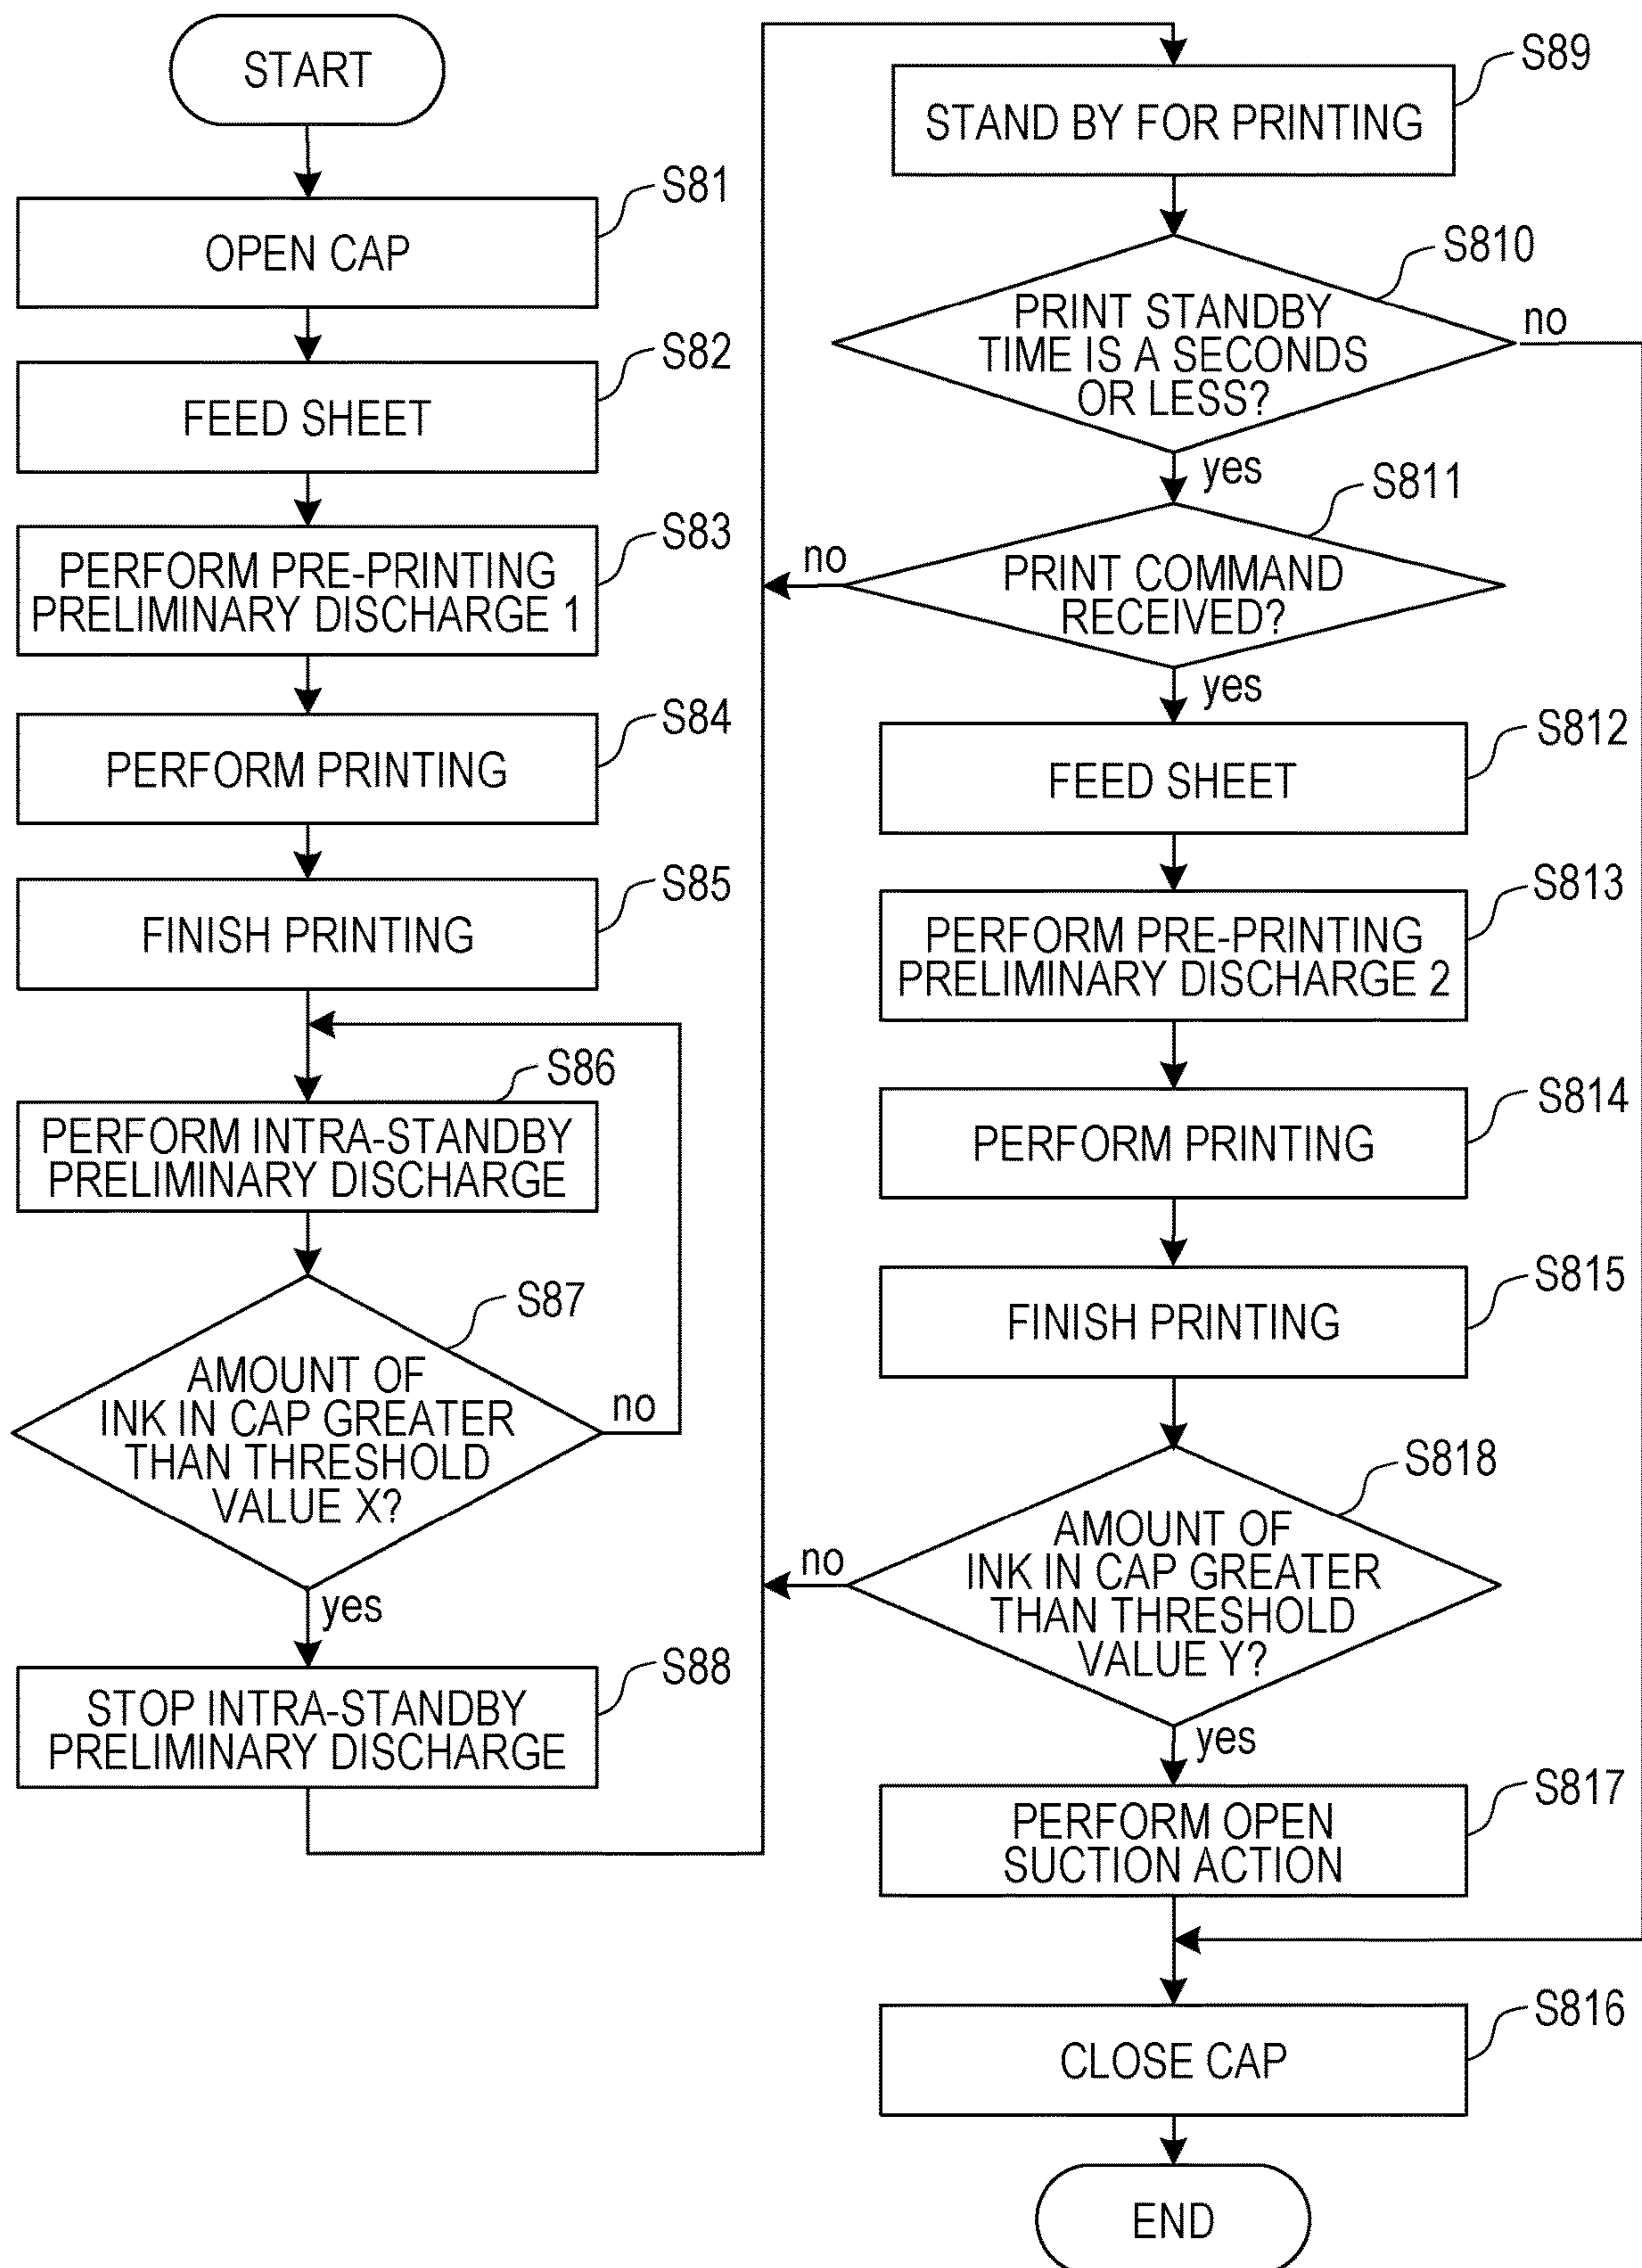 START
S81
OPEN CAP
S82
FEED SHEET
S83
PERFORM PRE-PRINTING
PRELIMINARY DISCHARGE 1
S84
PERFORM PRINTING
S85
FINISH PRINTING
S86
PERFORM INTRA-STANDBY
PRELIMINARY DISCHARGE
S87
AMOUNT OF
INK IN CAP GREATER
THAN THRESHOLD
VALUE X?
no
yes
S88
STOP INTRA-STANDBY
PRELIMINARY DISCHARGE
S89
STAND BY FOR PRINTING
S810
PRINT STANDBY
TIME IS A SECONDS
OR LESS?
no
yes
S811
PRINT COMMAND
RECEIVED?
no
yes
S812
FEED SHEET
S813
PERFORM PRE-PRINTING
PRELIMINARY DISCHARGE 2
S814
PERFORM PRINTING
S815
FINISH PRINTING
S818
AMOUNT OF
INK IN CAP GREATER
THAN THRESHOLD
VALUE Y?
no
yes
S817
PERFORM OPEN
SUCTION ACTION
S816
CLOSE CAP
END